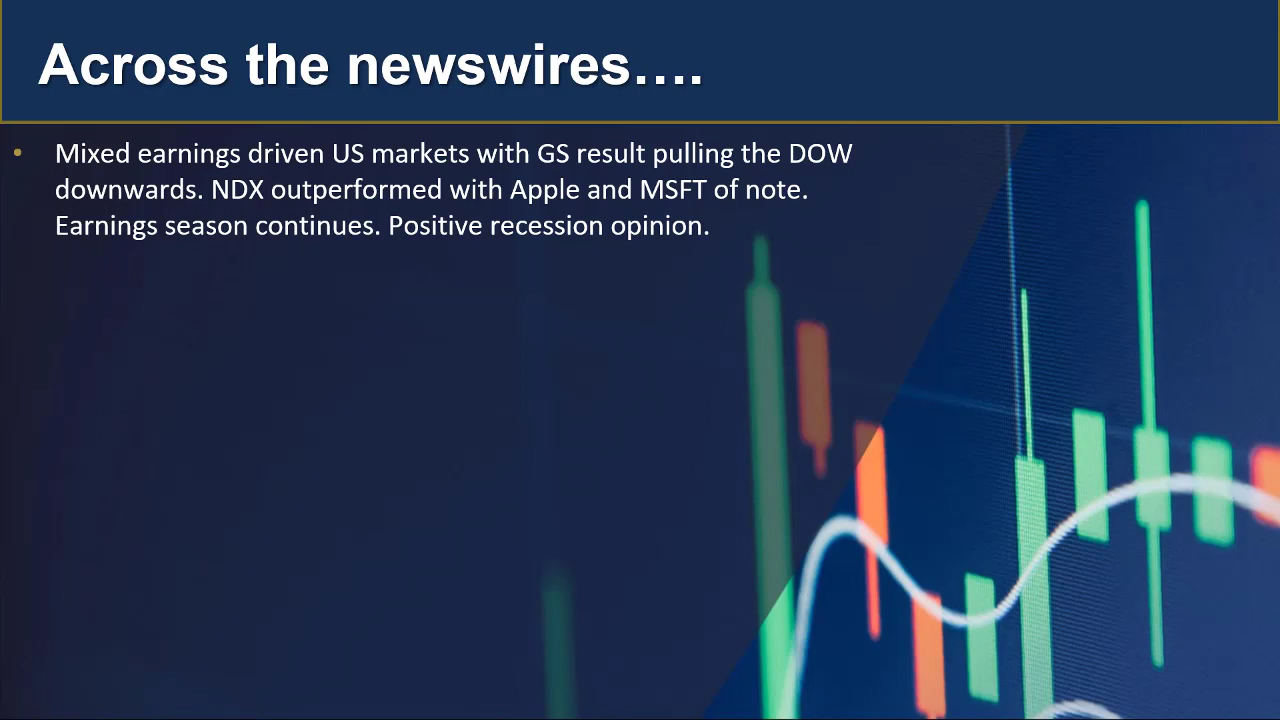 Across the newswires….
• Mixed earnings driven US markets with GS result pulling the DOW
downwards. NDX outperformed with Apple and MSFT of note.
Earnings season continues. Positive recession opinion.